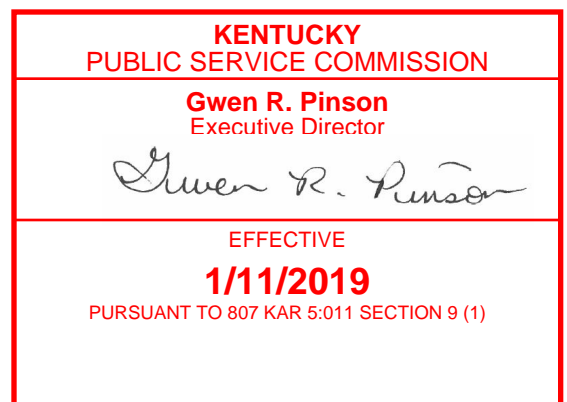 KENTUCKY
PUBLIC SERVICE COMMISSION
Gwen R. Pinson
Executive Director
Gwen R. Pinson
EFFECTIVE
1/11/2019
PURSUANT TO 807 KAR 5:011 SECTION 9 (1)